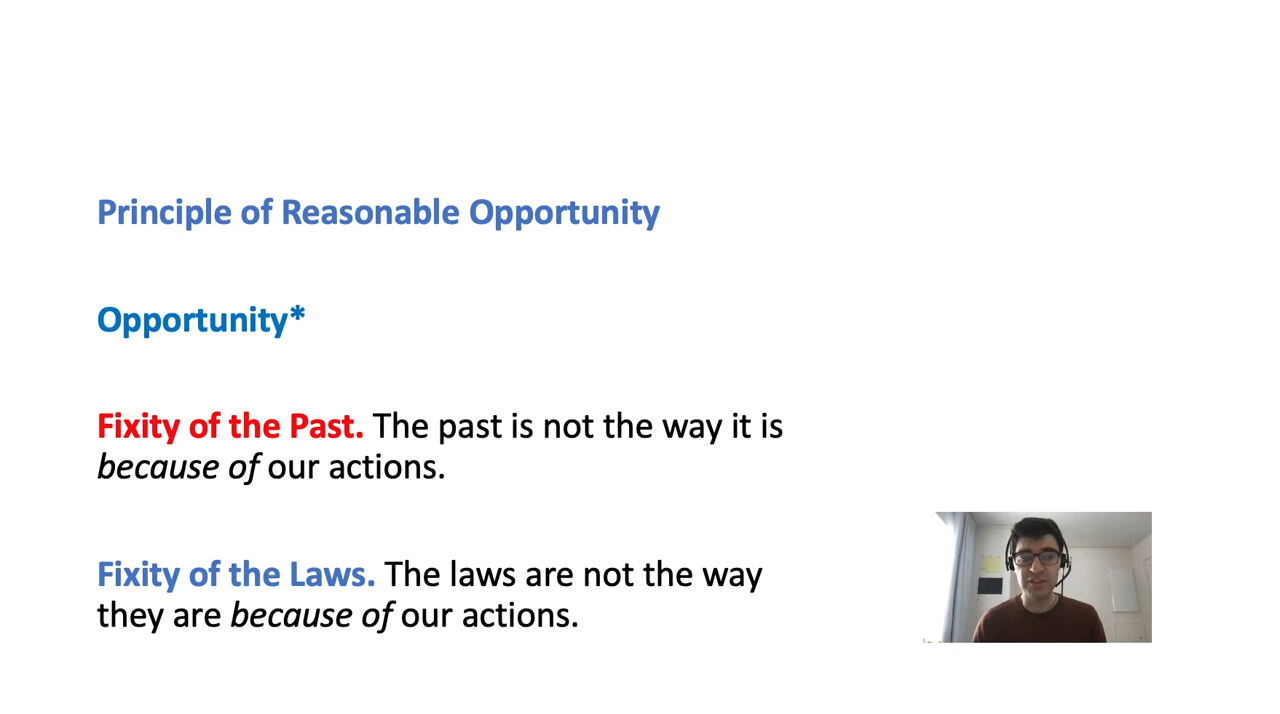 Principle of Reasonable Opportunity
Opportunity*
Fixity of the Past. The past is not the way it is
because of our actions.
Fixity of the Laws. The laws are not the way
they are because of our actions.